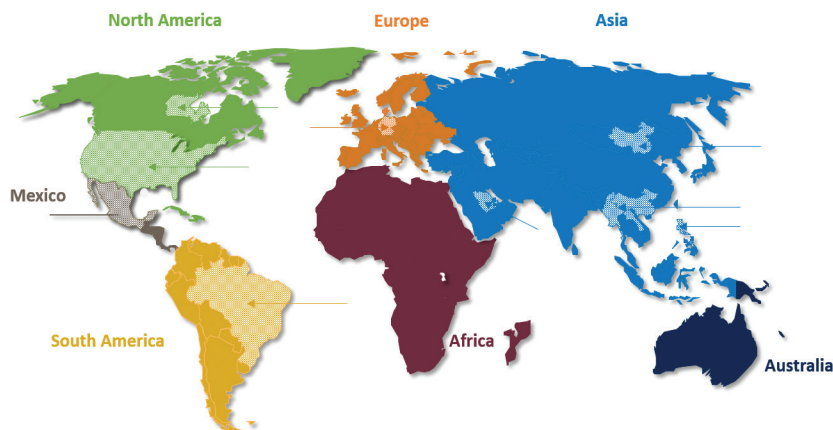 North America
Europe
Asia
Mexico
South America
Africa
Australia